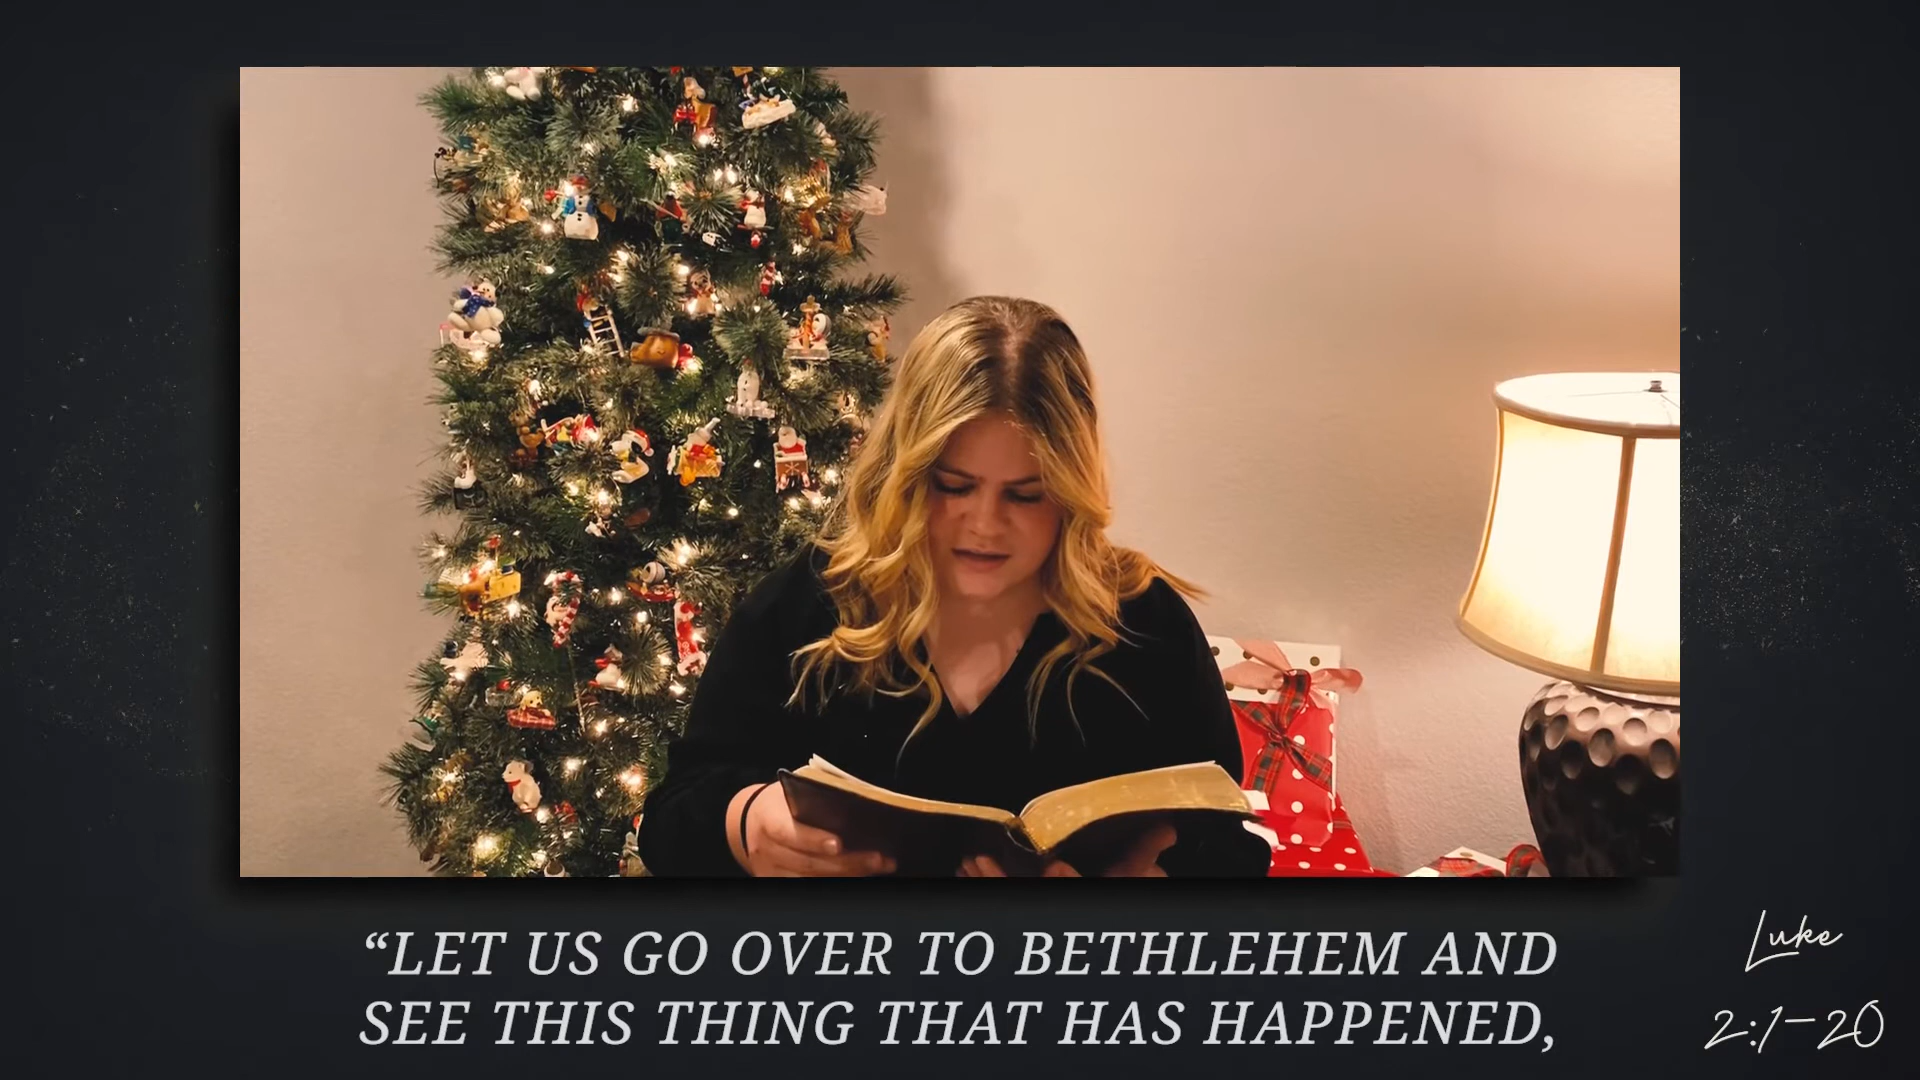 “LET US GO OVER TO BETHLEHEM AND
SEE THIS THING THAT HAS HAPPENED,
Luke
2:1–20